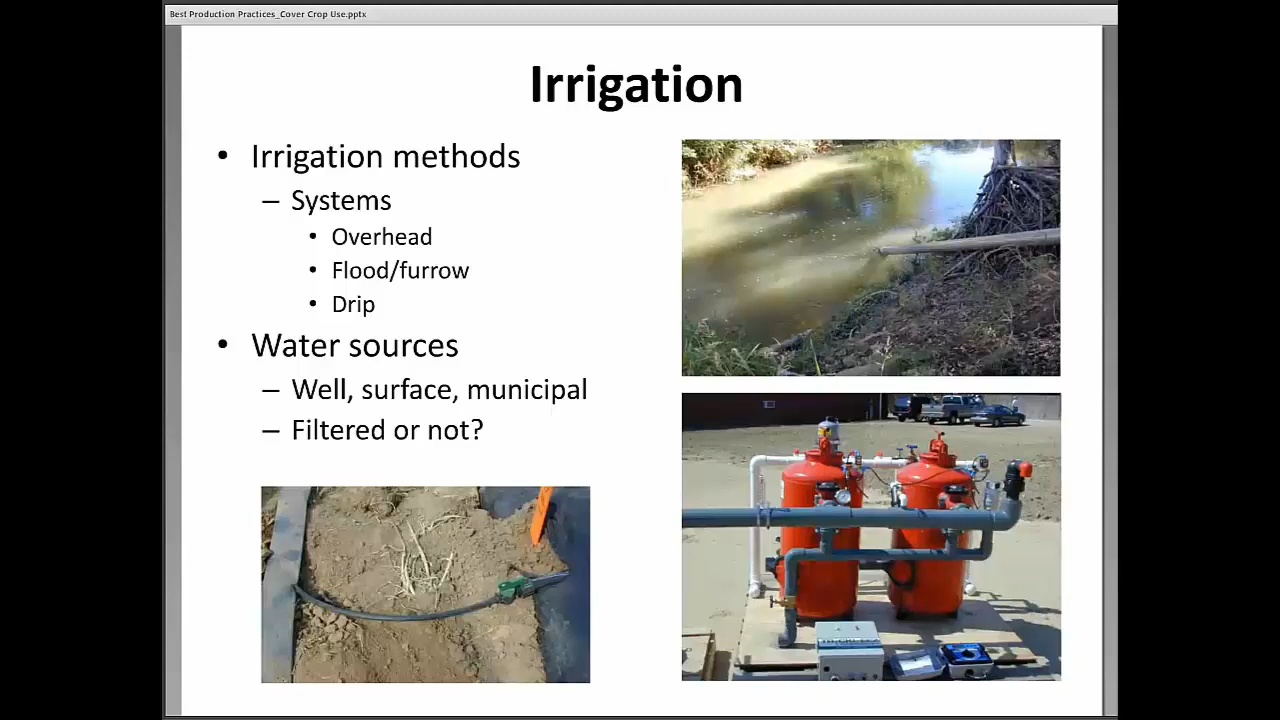 Best Production Practices_Cover Crop Use.pptx
Irrigation
• Irrigation methods
– Systems
• Overhead
• Flood/furrow
• Drip
• Water sources
– Well, surface, municipal
– Filtered or not?